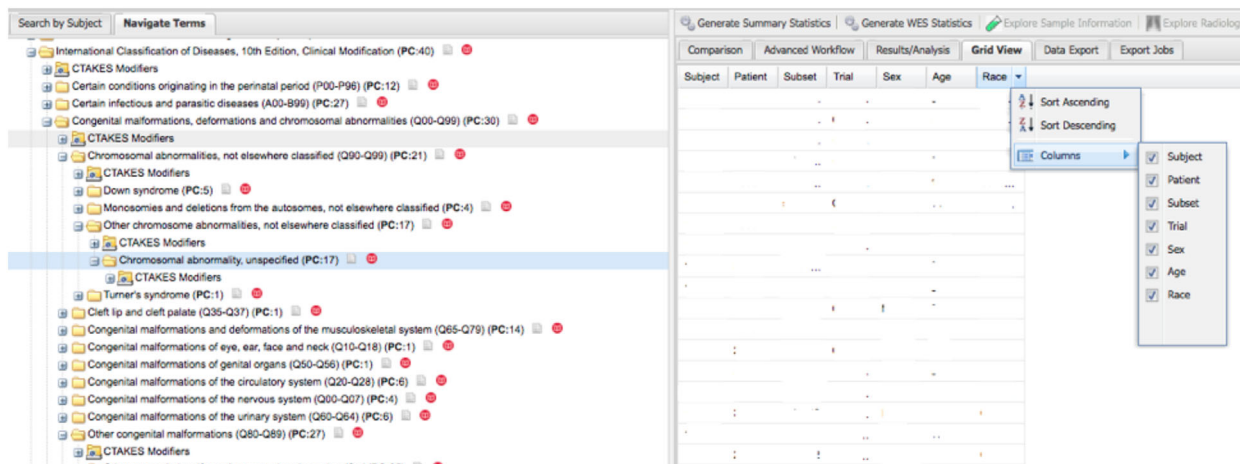 Search by Subject
Navigate Terms
International Classification of Diseases, 10th Edition, Clinical Modification (PC:40)
CTAKES Modifiers
Certain conditions originating in the perinatal period (P00-P96) (PC:12)
Certain infectious and parasitic diseases (A00-B99) (PC:27)
Congenital malformations, deformations and chromosomal abnormalities (Q00-Q99) (PC:30)
CTAKES Modifiers
Chromosomal abnormalities, not elsewhere classified (Q90-Q99) (PC:21)
CTAKES Modifiers
Down syndrome (PC:5)
Monosomies and deletions from the autosomes, not elsewhere classified (PC:4)
Other chromosome abnormalities, not elsewhere classified (PC:17)
CTAKES Modifiers
Chromosomal abnormality, unspecified (PC:17)
CTAKES Modifiers
Turner's syndrome (PC:1)
Cleft lip and cleft palate (Q35-Q37) (PC:1)
Congenital malformations and deformations of the musculoskeletal system (Q65-Q79) (PC:14)
Congenital malformations of eye, ear, face and neck (Q10-Q18) (PC:1)
Congenital malformations of genital organs (Q50-Q56) (PC:1)
Congenital malformations of the circulatory system (Q20-Q28) (PC:6)
Congenital malformations of the nervous system (Q00-Q07) (PC:4)
Congenital malformations of the urinary system (Q60-Q64) (PC:6)
Other congenital malformations (Q80-Q89) (PC:27)
CTAKES Modifiers
Generate Summary Statistics
Generate WES Statistics
Explore Sample Information
Explore Radiolog
Comparison
Advanced Workflow
Results/Analysis
Grid View
Data Export
Export Jobs
Subject Patient Subset Trial Sex Age Race
Sort Ascending
Sort Descending
Columns
Subject
Patient
Subset
Trial
Sex
Age
Race